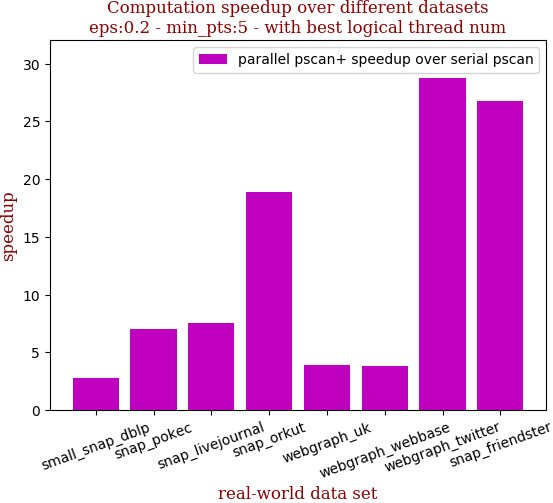 Computation speedup over different datasets
eps:0.2 - min_pts:5 - with best logical thread num
parallel pscan+ speedup over serial pscan
speedup
30
25
20
15
10
5
0
small_snap_dblp
snap_pokec
snap_livejournal
snap_orkut
webgraph_uk
webgraph_webbase
webgraph_twitter
snap_friendster
real-world data set